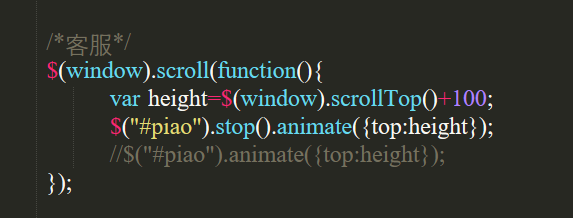 /*客服*/
$(window).scroll(function(){
var height=$(window).scrollTop()+100;
$("#piao").stop().animate({top:height});
//$("#piao").animate({top:height});
});